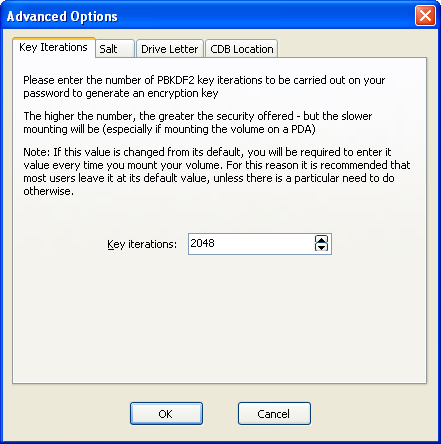 Advanced Options
Key Iterations Salt Drive Letter CDB Location
Please enter the number of PBKDF2 key iterations to be carried out on your
password to generate an encryption key
The higher the number, the greater the security offered - but the slower
mounting will be (especially if mounting the volume on a PDA)
Note: If this value is changed from its default, you will be required to enter it
value every time you mount your volume. For this reason it is recommended that
most users leave it at its default value, unless there is a particular need to do
otherwise.
Key iterations: 2048
OK Cancel